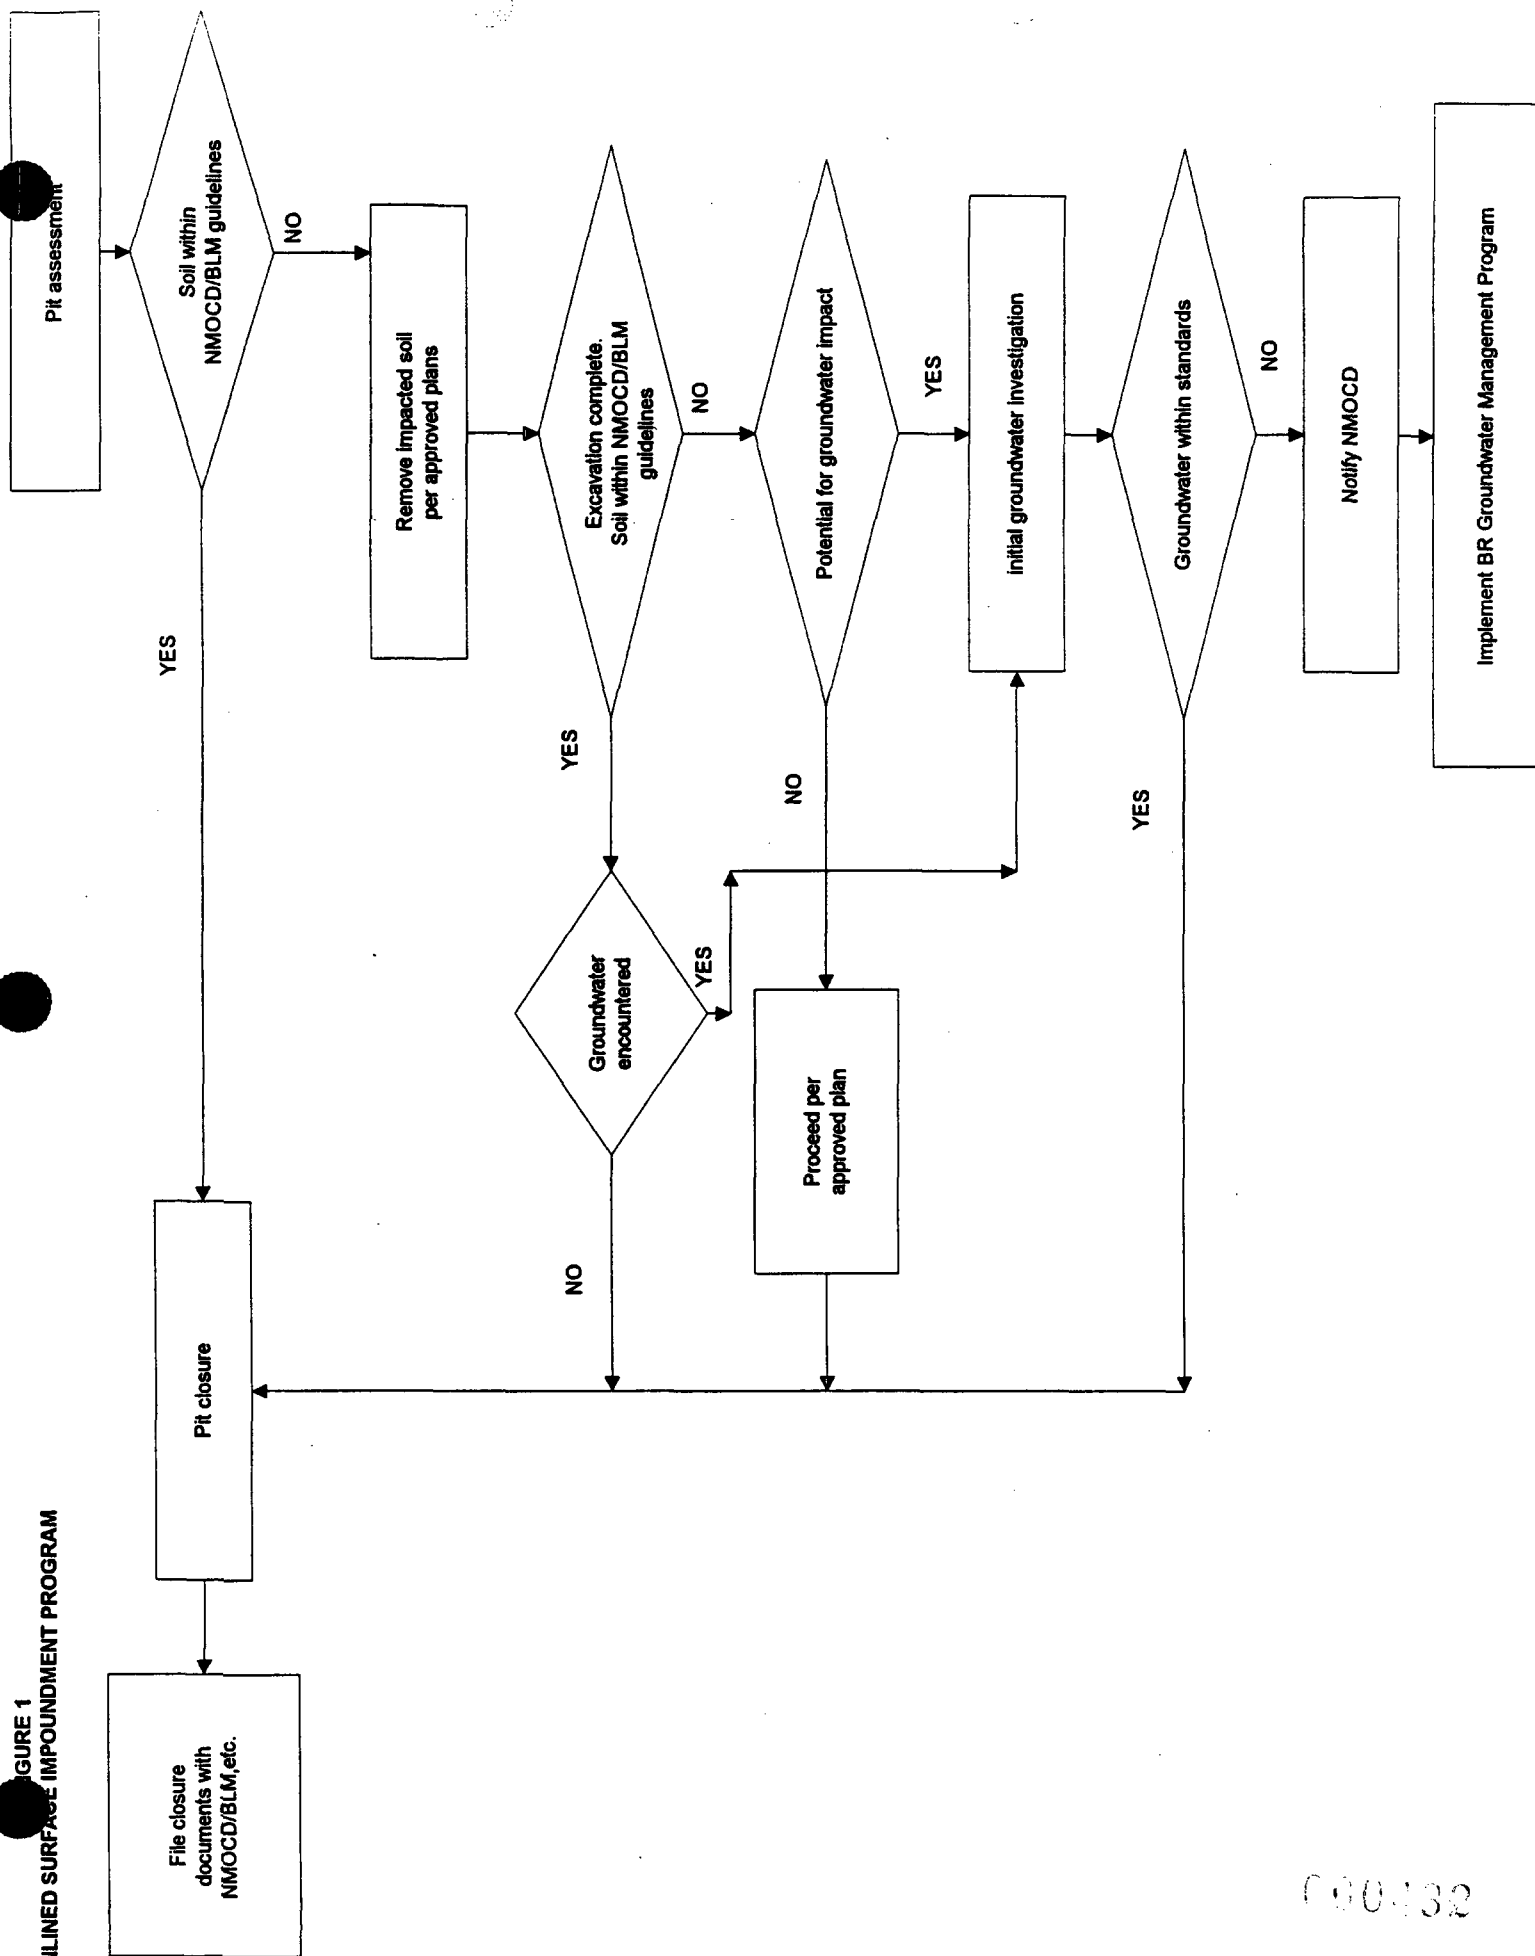 GURE 1
LINED SURFACE IMPOUNDMENT PROGRAM
Pit assessment
Soil within
NMOCD/BLM guidelines
YES
NO
Pit closure
File closure
documents with
NMOCD/BLM,etc.
Remove impacted soil
per approved plans
Excavation complete.
Soil within NMOCD/BLM
guidelines
YES
NO
Groundwater
encountered
YES
NO
Potential for groundwater impact
NO
YES
Proceed per
approved plan
initial groundwater investigation
Groundwater within standards
YES
NO
Notify NMOCD
Implement BR Groundwater Management Program